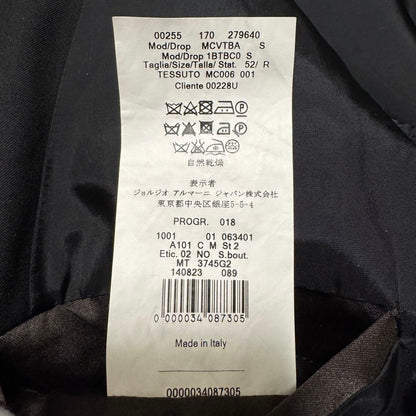 00255 170 279640
Mod/Drop MCVTBA S
Mod/Drop 1BTBC0 S
Taglia/Size/Talla/ Stat. 52/ R
TESSUTO MC006 001
Cliente 00228U
自然乾燥
表示者
ジョルジオ アルマーニ ジャパン株式会社
東京都中央区銀座5-5-4
PROGR. 018
1001 01 063401
A101 C M St2
Etic. 02 NO S.bout.
MT 3745G2
140823 089
0 000034 087305
Made in Italy
0000034087305